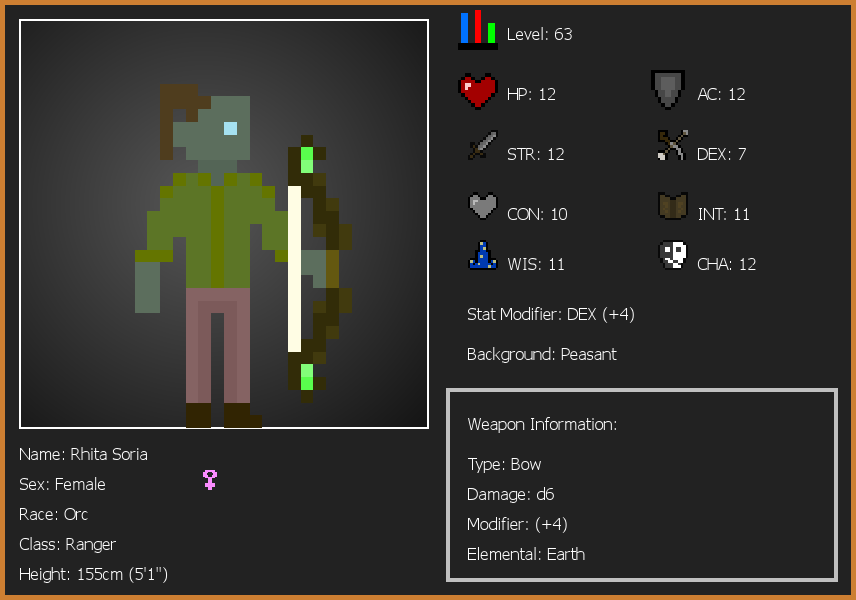 Level: 63
HP: 12
AC: 12
STR: 12
DEX: 7
CON: 10
INT: 11
WIS: 11
CHA: 12
Stat Modifier: DEX (+4)
Background: Peasant
Weapon Information:
Type: Bow
Damage: d6
Modifier: (+4)
Elemental: Earth
Name: Rhita Soria
Sex: Female
Race: Orc
Class: Ranger
Height: 155cm (5'1")